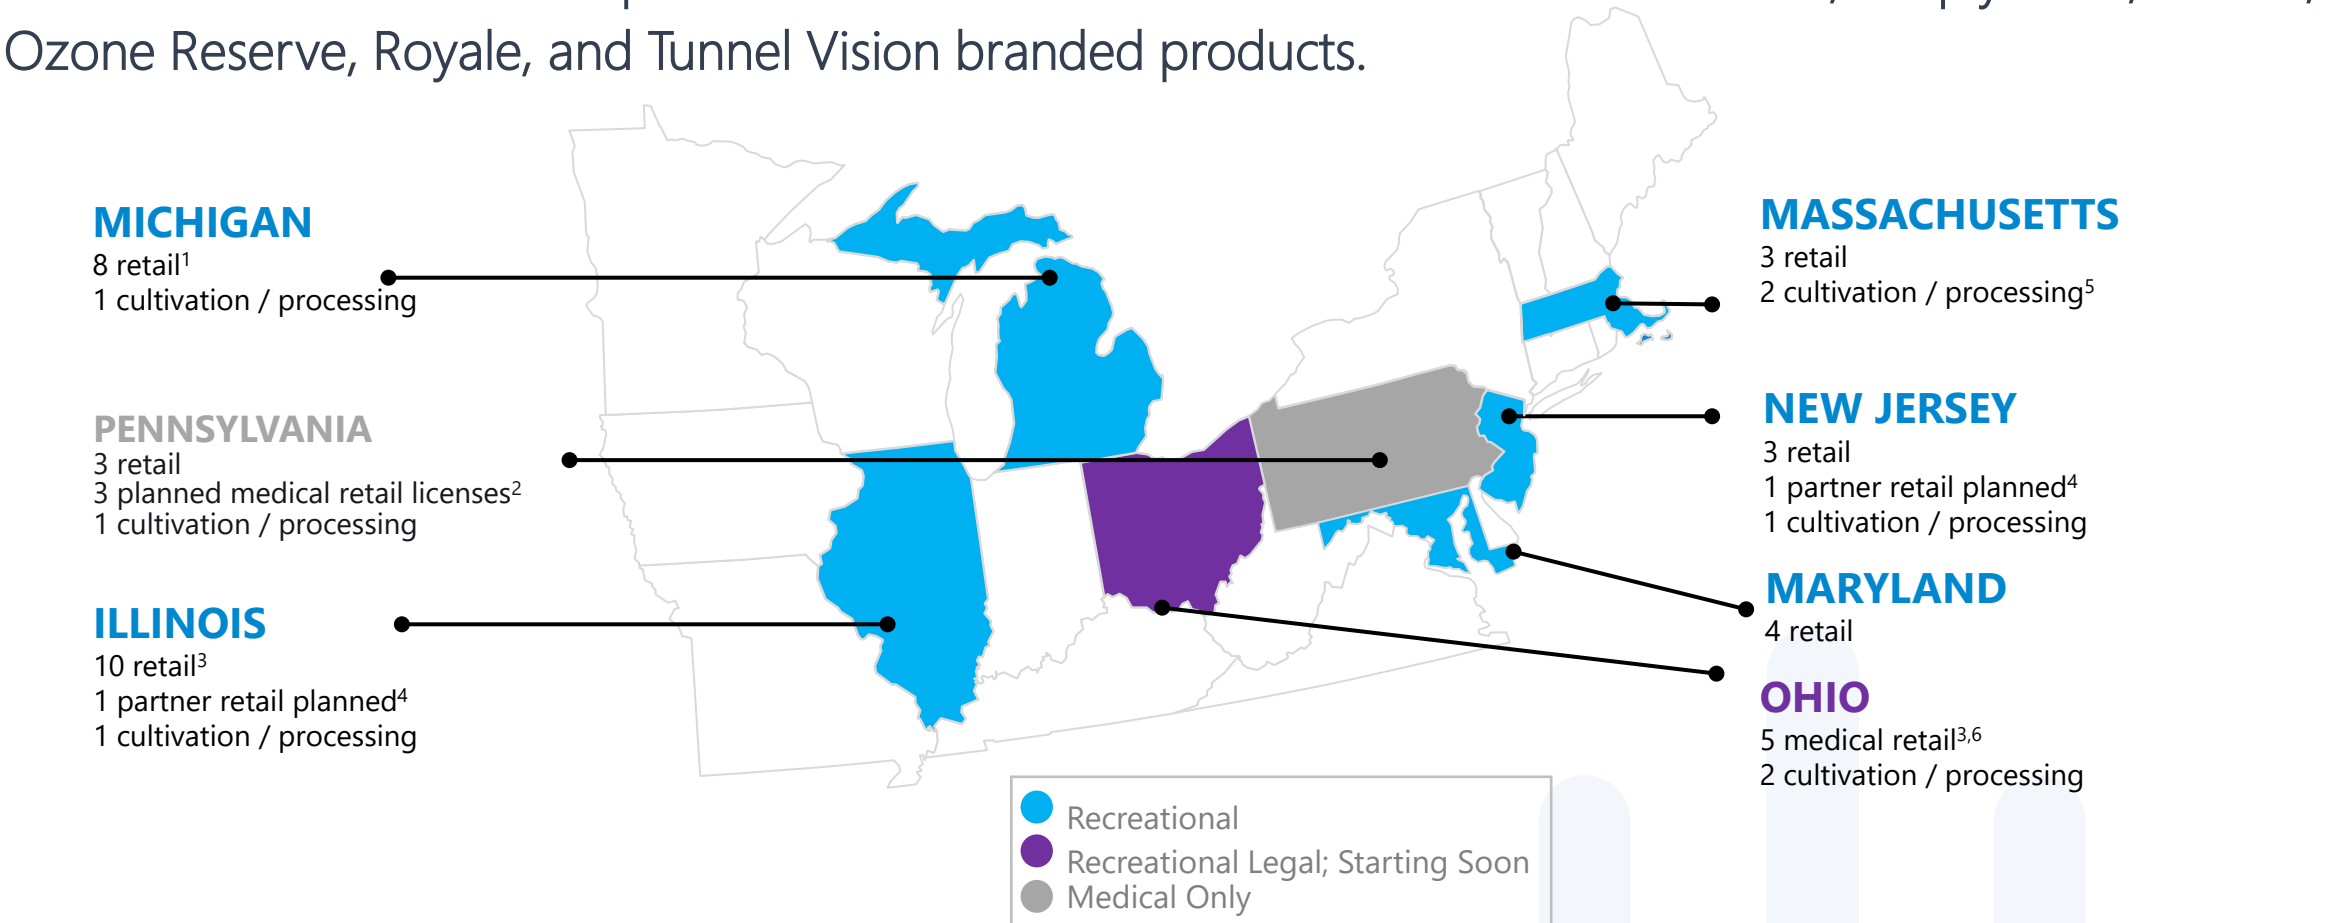 Ozone Reserve, Royale, and Tunnel Vision branded products.
MICHIGAN
8 retail¹
1 cultivation / processing
PENNSYLVANIA
3 retail
3 planned medical retail licenses²
1 cultivation / processing
ILLINOIS
10 retail³
1 partner retail planned⁴
1 cultivation / processing
MASSACHUSETTS
3 retail
2 cultivation / processing⁵
NEW JERSEY
3 retail
1 partner retail planned⁴
1 cultivation / processing
MARYLAND
4 retail
OHIO
5 medical retail³,⁶
2 cultivation / processing
Recreational
Recreational Legal; Starting Soon
Medical Only